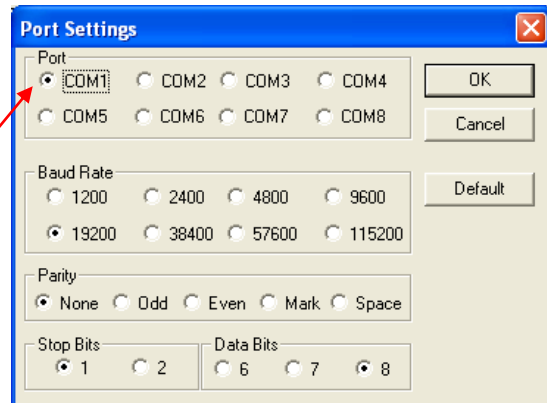 Port Settings
Port
COM1 COM2 COM3 COM4
COM5 COM6 COM7 COM8
OK
Cancel
Baud Rate
1200 2400 4800 9600
19200 38400 57600 115200
Default
Parity
None Odd Even Mark Space
Stop Bits
1 2
Data Bits
6 7 8